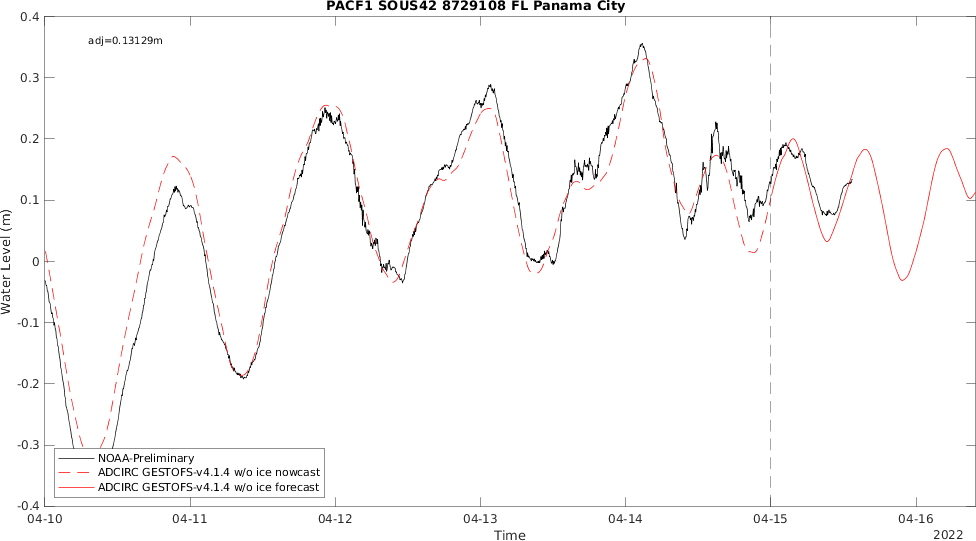 PACF1 SOUS42 8729108 FL Panama City
adj=0.13129m
Water Level (m)
0.4
0.3
0.2
0.1
0
-0.1
-0.2
-0.3
-0.4
NOAA-Preliminary
ADCIRC GESTOFS-v4.1.4 w/o ice nowcast
ADCIRC GESTOFS-v4.1.4 w/o ice forecast
04-10 04-11 04-12 04-13 04-14 04-15 04-16
Time
2022